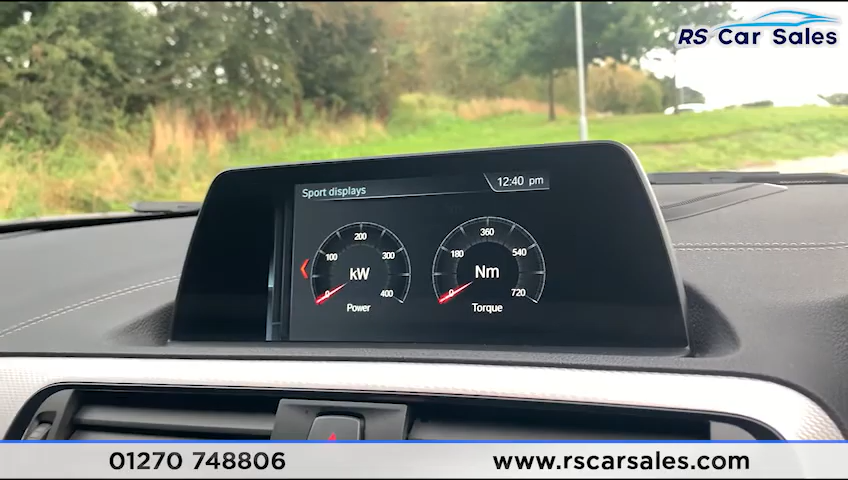 RS Car Sales
Sport displays
12:40 pm
200
100
300
kW
0
400
Power
360
180
540
Nm
0
720
Torque
01270 748806
www.rscarsales.com